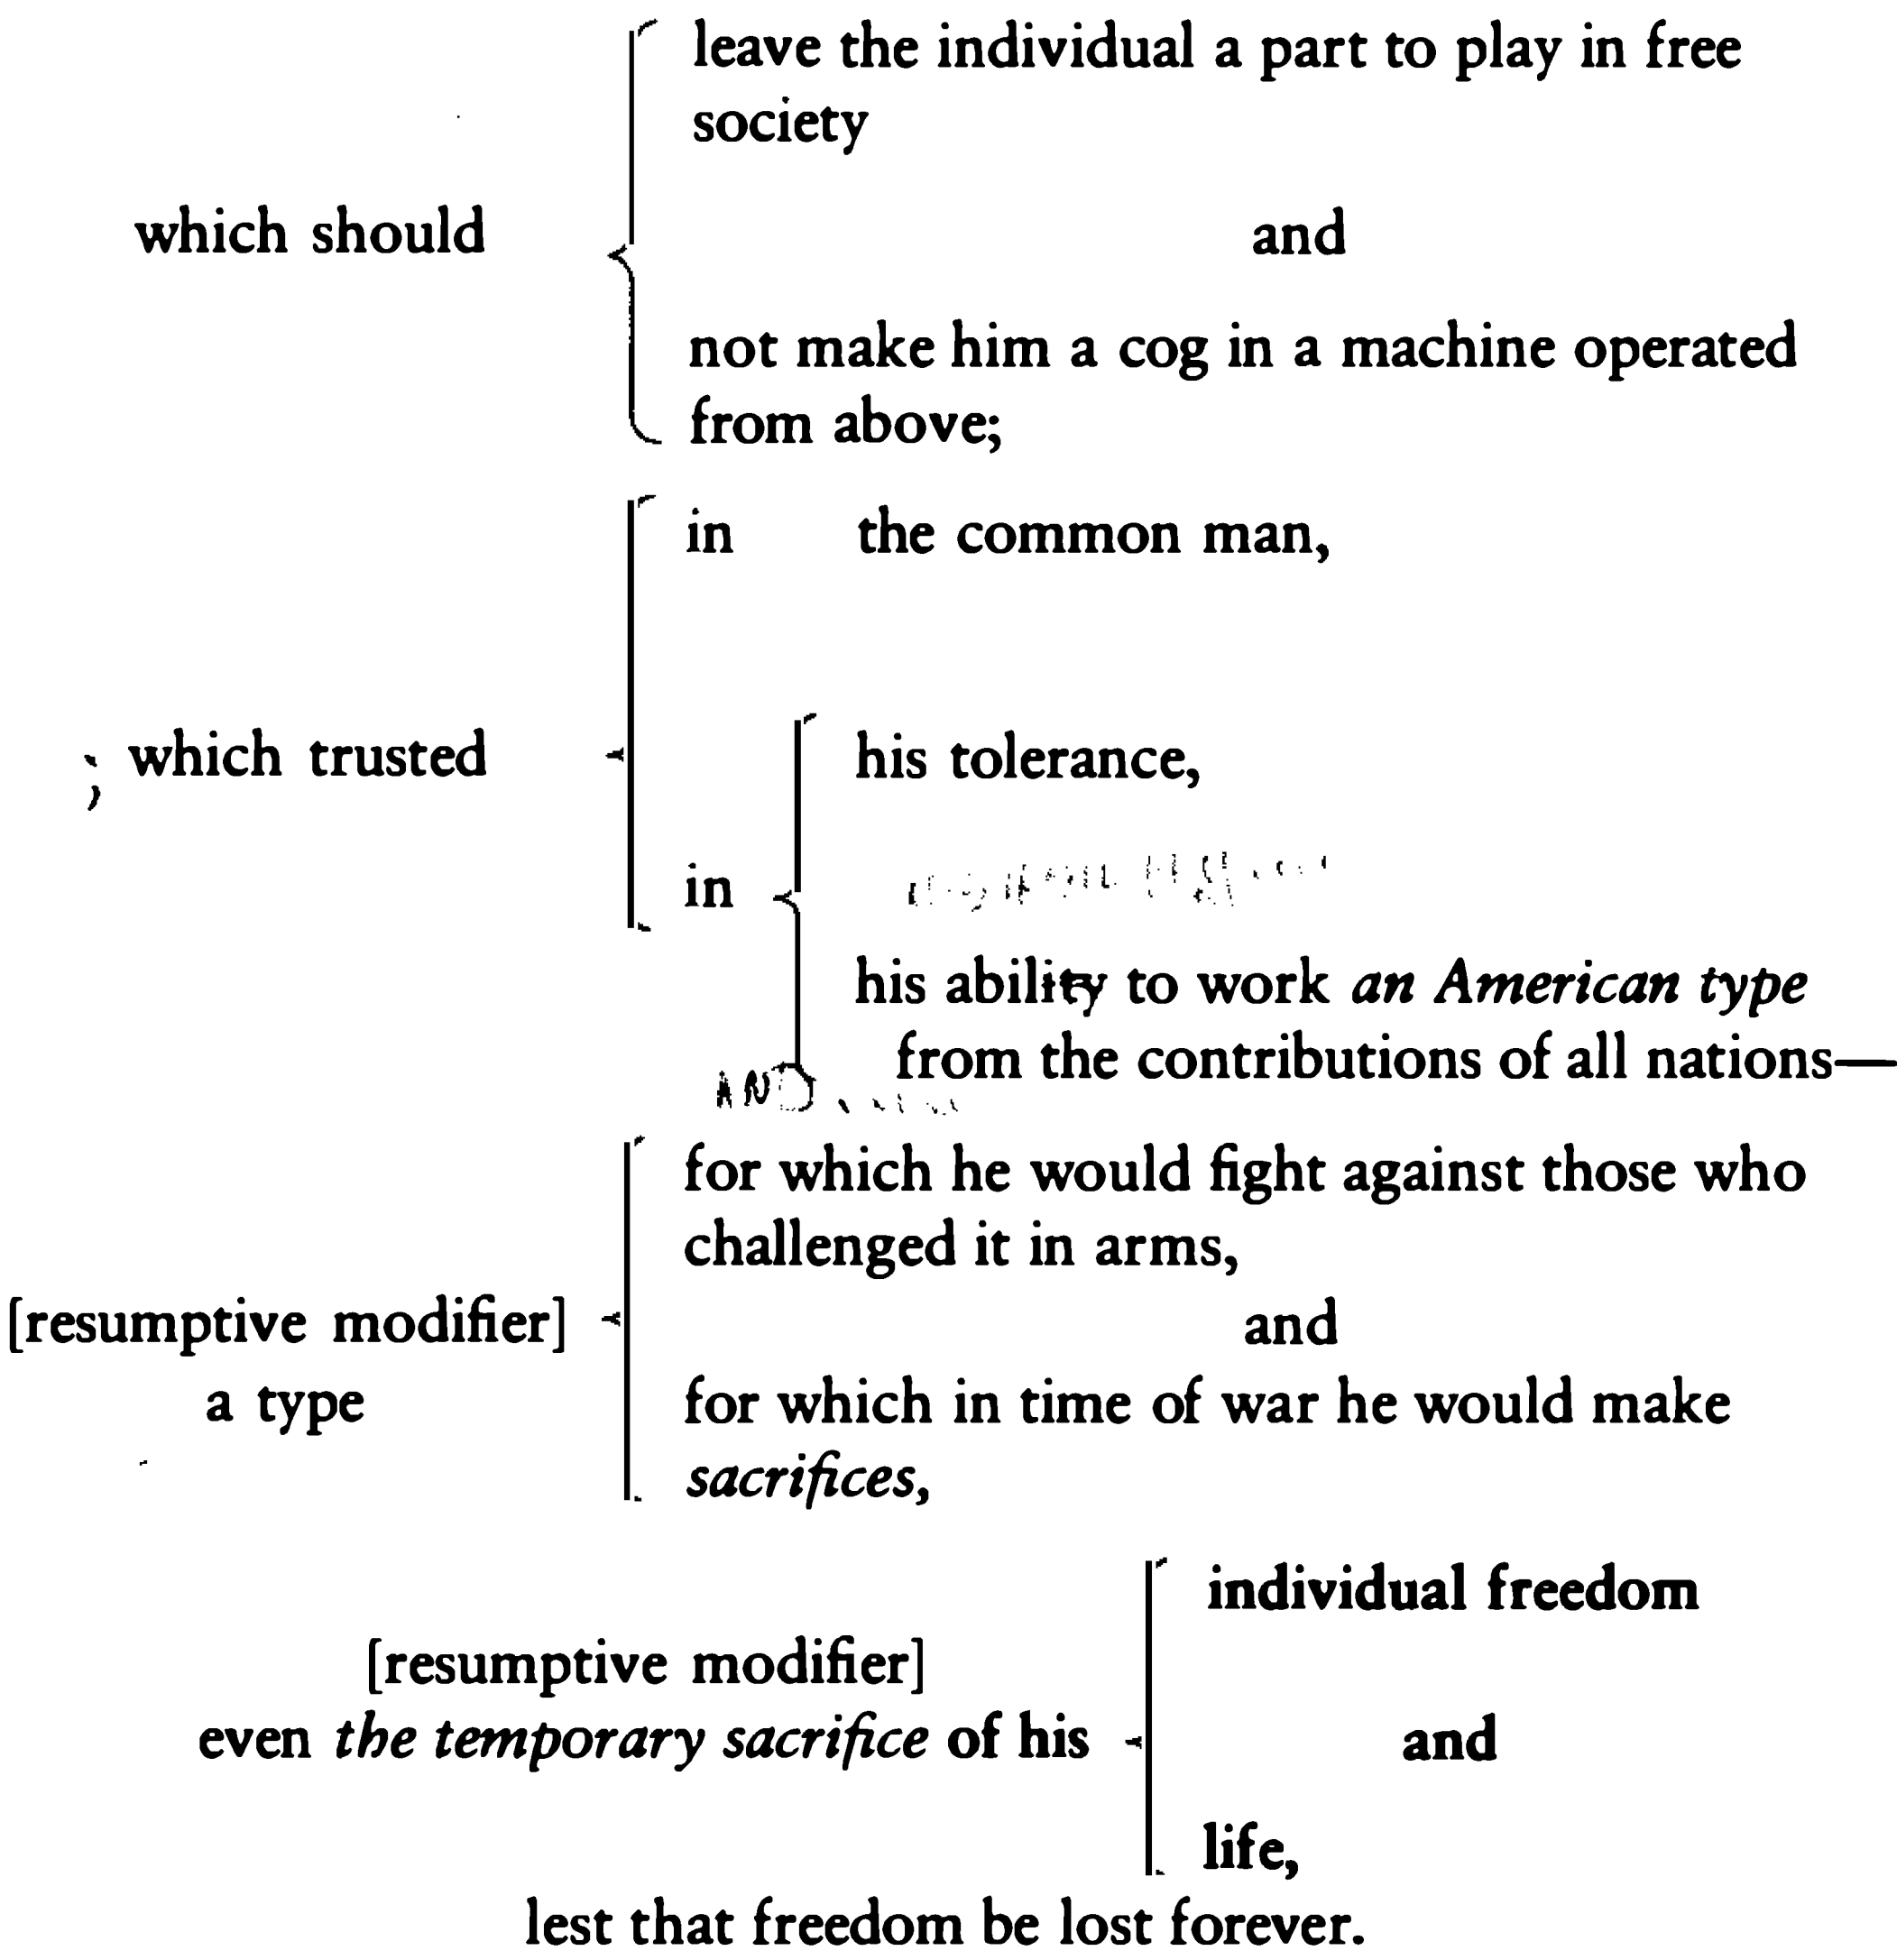 leave the individual a part to play in free
society
which should
and
not make him a cog in a machine operated
from above;
in the common man,
; which trusted
his tolerance,
in
his ability to work an American type
from the contributions of all nations—
AND
for which he would fight against those who
challenged it in arms,
[resumptive modifier]
and
a type
for which in time of war he would make
sacrifices,
individual freedom
[resumptive modifier]
even the temporary sacrifice of his
and
life,
lest that freedom be lost forever.